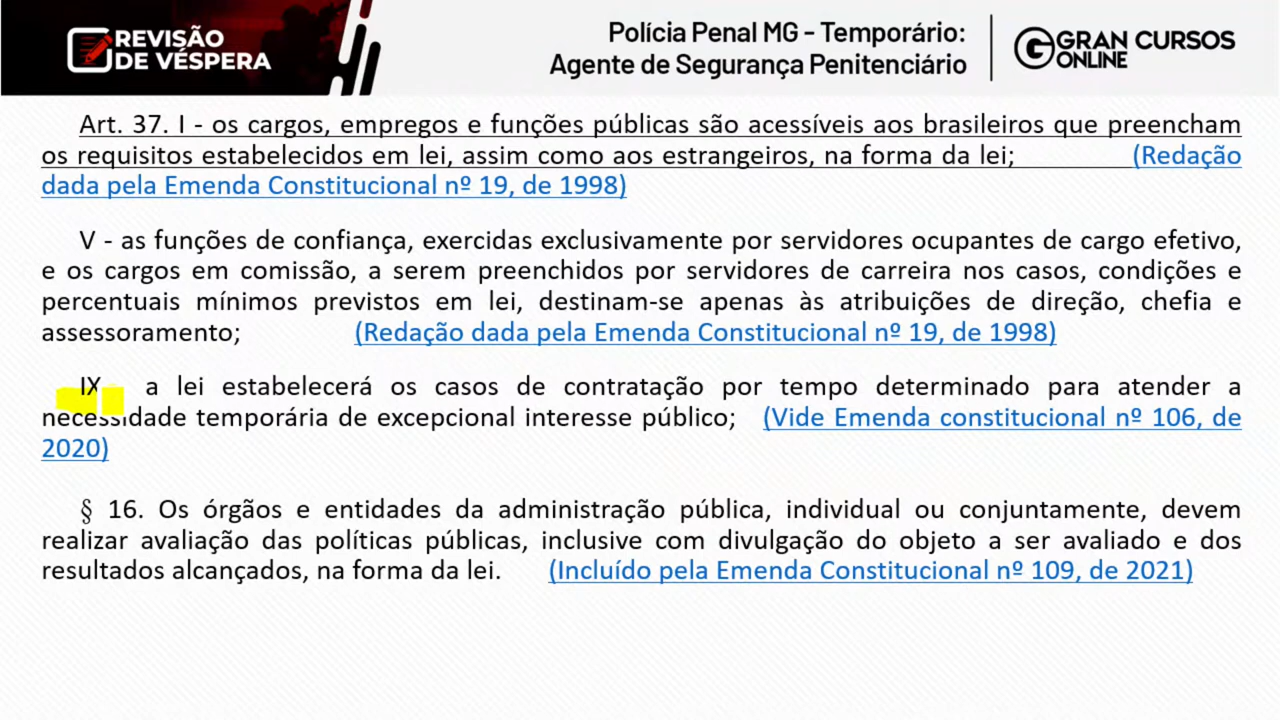 REVISÃO
DE VÉSPERA
Polícia Penal MG - Temporário:
Agente de Segurança Penitenciário
GRAN CURSOS
ONLINE
Art. 37. I - os cargos, empregos e funções públicas são acessíveis aos brasileiros que preencham
os requisitos estabelecidos em lei, assim como aos estrangeiros, na forma da lei; (Redação
dada pela Emenda Constitucional nº 19, de 1998)
V - as funções de confiança, exercidas exclusivamente por servidores ocupantes de cargo efetivo,
e os cargos em comissão, a serem preenchidos por servidores de carreira nos casos, condições e
percentuais mínimos previstos em lei, destinam-se apenas às atribuições de direção, chefia e
assessoramento; (Redação dada pela Emenda Constitucional nº 19, de 1998)
IX a lei estabelecerá os casos de contratação por tempo determinado para atender a
necessidade temporária de excepcional interesse público; (Vide Emenda constitucional nº 106, de
2020)
§ 16. Os órgãos e entidades da administração pública, individual ou conjuntamente, devem
realizar avaliação das políticas públicas, inclusive com divulgação do objeto a ser avaliado e dos
resultados alcançados, na forma da lei. (Incluído pela Emenda Constitucional nº 109, de 2021)